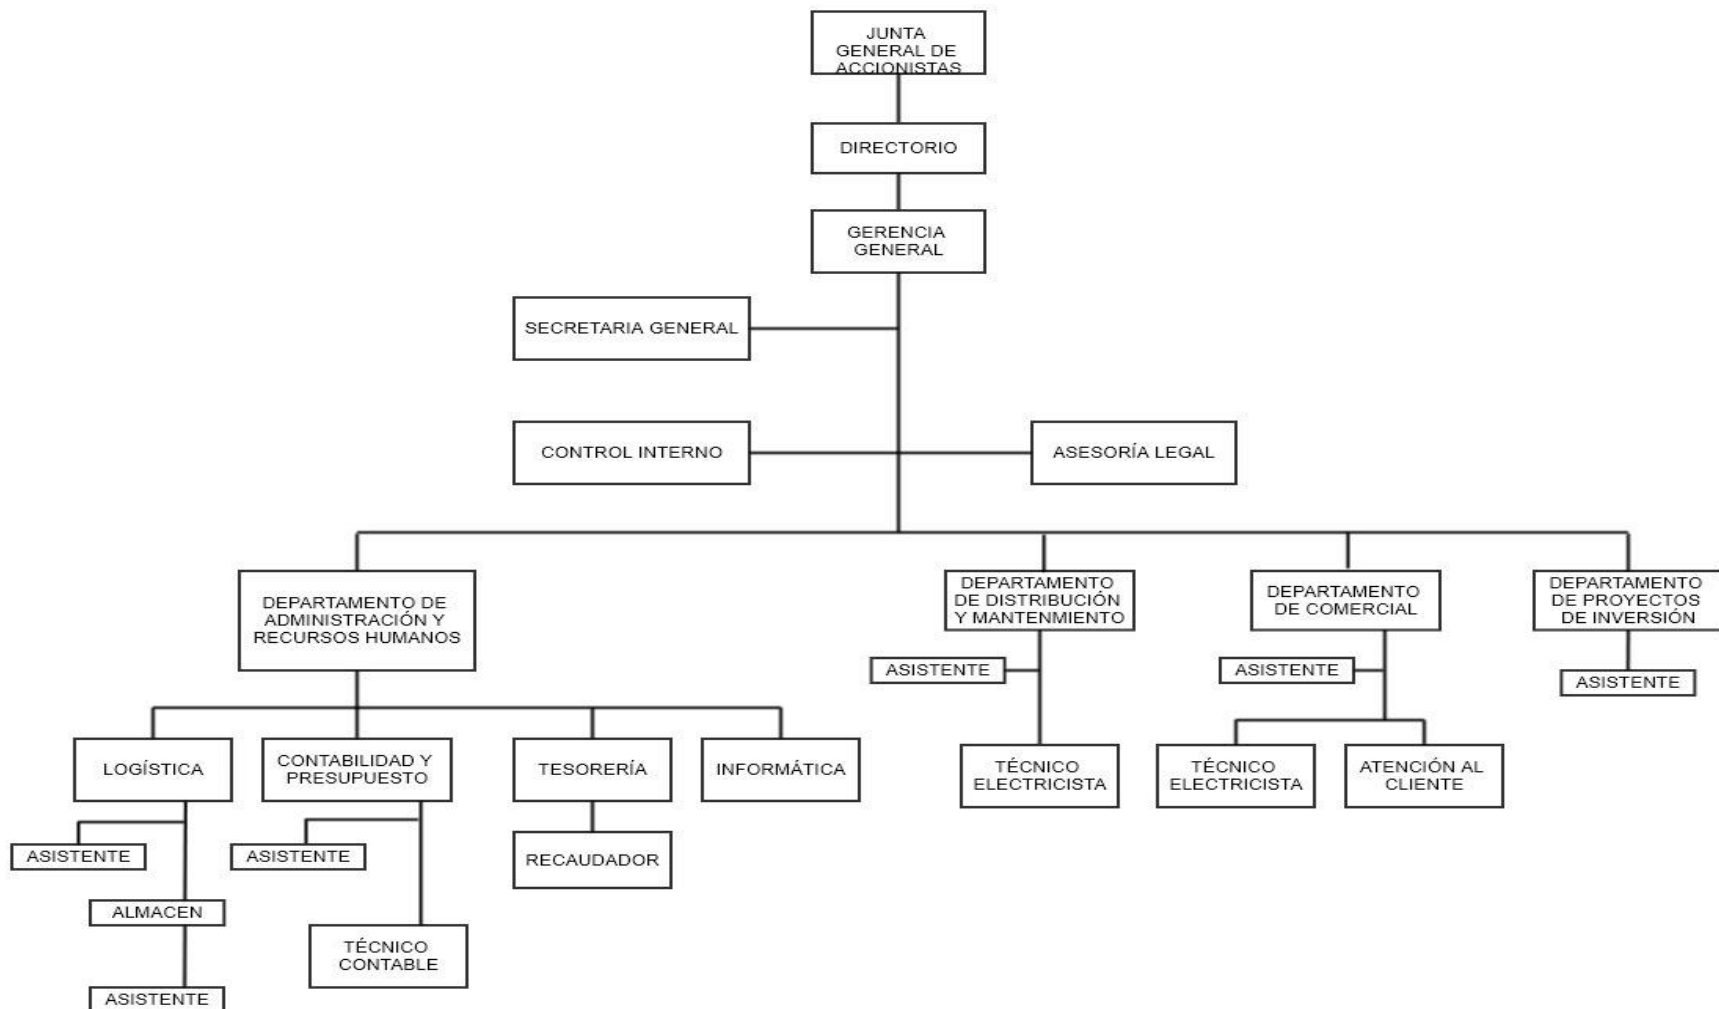 JUNTA
GENERAL DE
ACCIONISTAS
DIRECTORIO
GERENCIA
GENERAL
SECRETARIA GENERAL
CONTROL INTERNO
ASESORÍA LEGAL
DEPARTAMENTO DE
ADMINISTRACIÓN Y
RECURSOS HUMANOS
DEPARTAMENTO
DE DISTRIBUCIÓN
Y MANTENMIENTO
DEPARTAMENTO
DE COMERCIAL
DEPARTAMENTO
DE PROYECTOS
DE INVERSIÓN
ASISTENTE
ASISTENTE
ASISTENTE
LOGÍSTICA
CONTABILIDAD Y
PRESUPUESTO
TESORERÍA
INFORMÁTICA
TÉCNICO
ELECTRICISTA
TÉCNICO
ELECTRICISTA
ATENCIÓN AL
CLIENTE
ASISTENTE
ASISTENTE
RECAUDADOR
ALMACEN
TÉCNICO
CONTABLE
ASISTENTE